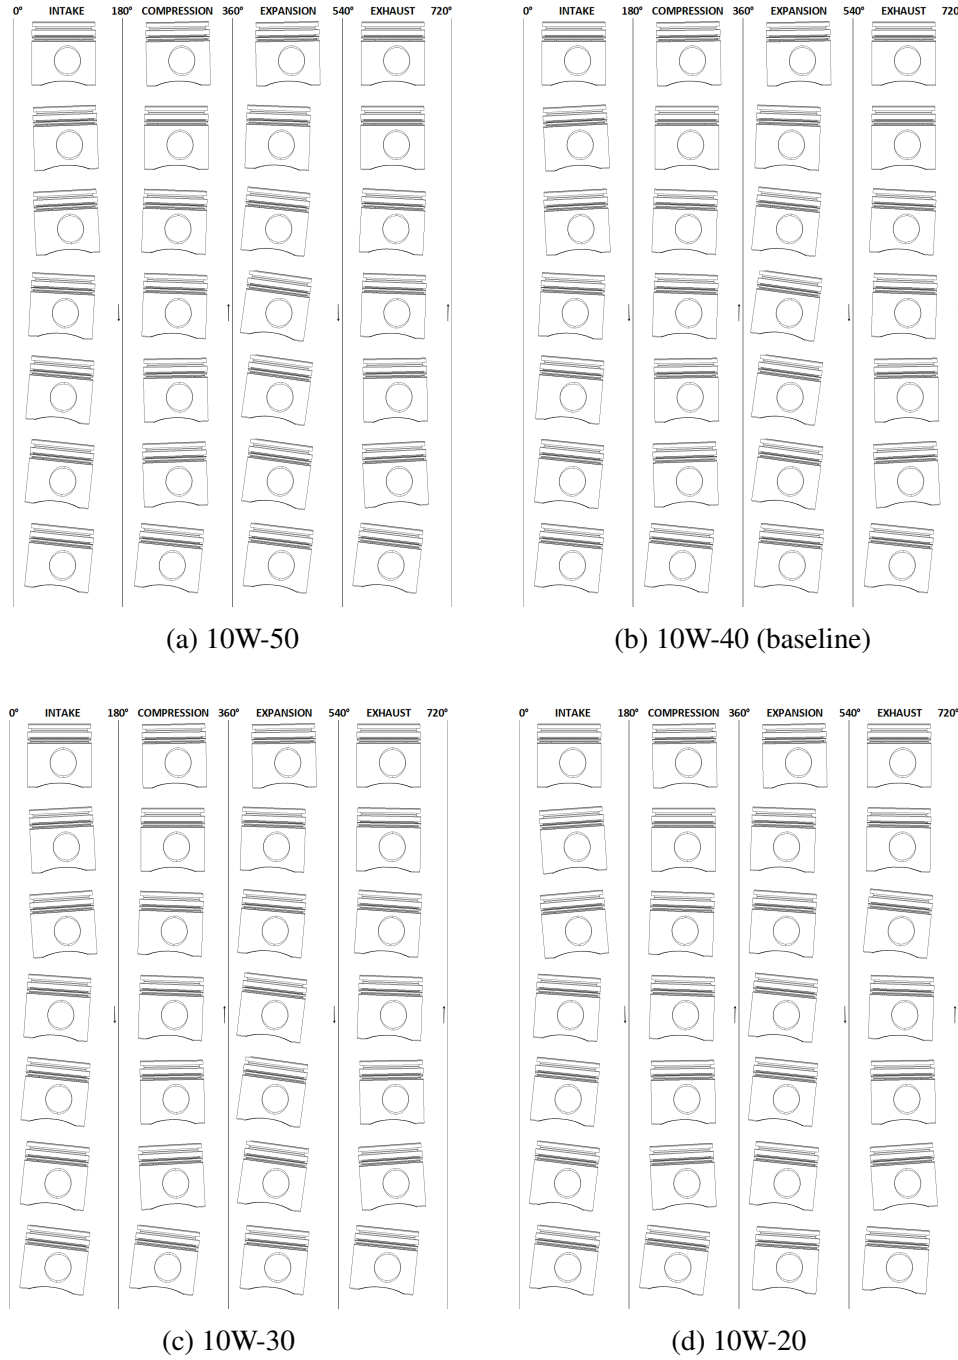 0° INTAKE 180° COMPRESSION 360° EXPANSION 540° EXHAUST 720°
0° INTAKE 180° COMPRESSION 360° EXPANSION 540° EXHAUST 720°
(a) 10W-50
(b) 10W-40 (baseline)
0° INTAKE 180° COMPRESSION 360° EXPANSION 540° EXHAUST 720°
0° INTAKE 180° COMPRESSION 360° EXPANSION 540° EXHAUST 720°
(c) 10W-30
(d) 10W-20